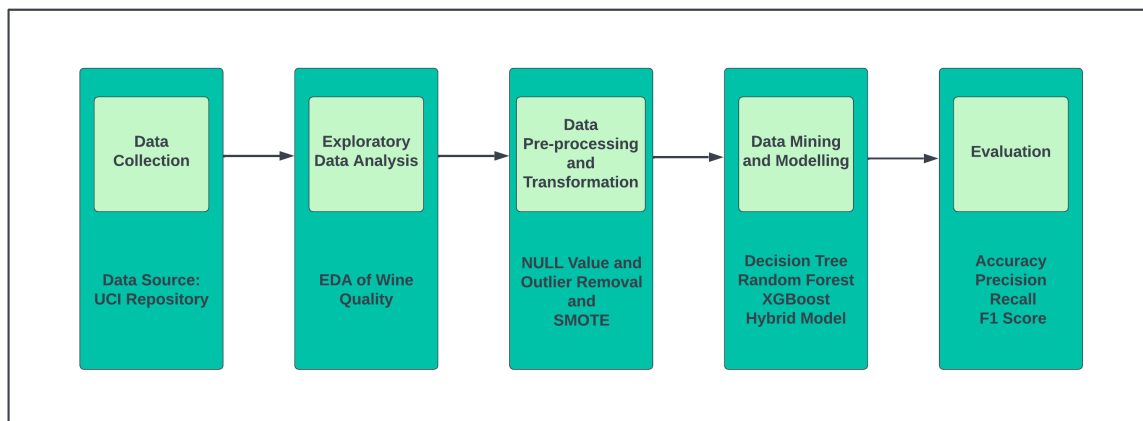 Data
Collection
Data Source:
UCI Repository
Exploratory
Data Analysis
EDA of Wine
Quality
Data
Pre-processing
and
Transformation
NULL Value and
Outlier Removal
and
SMOTE
Data Mining
and Modelling
Decision Tree
Random Forest
XGBoost
Hybrid Model
Evaluation
Accuracy
Precision
Recall
F1 Score